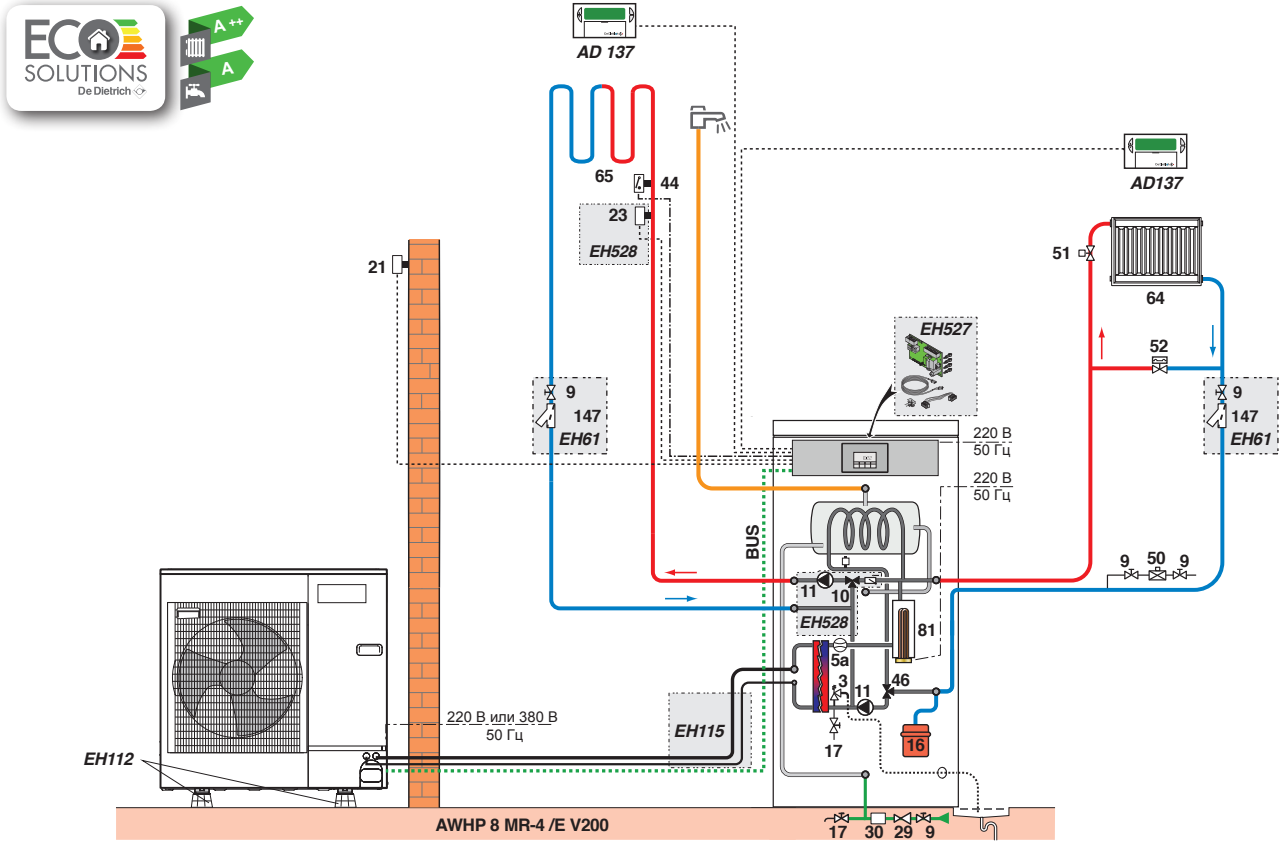 ECO
SOLUTIONS
De Dietrich
A ++
A
AD 137
AD137
65
44
23
EH528
21
51
64
EH527
52
9
147
EH61
9
147
EH61
220 В
50 Гц
220 В
50 Гц
BUS
9
50
9
11
10
EH528
81
5a
3
11
46
17
16
EH115
220 В или 380 В
50 Гц
EH112
AWHP 8 MR-4 /E V200
17
30
29
9